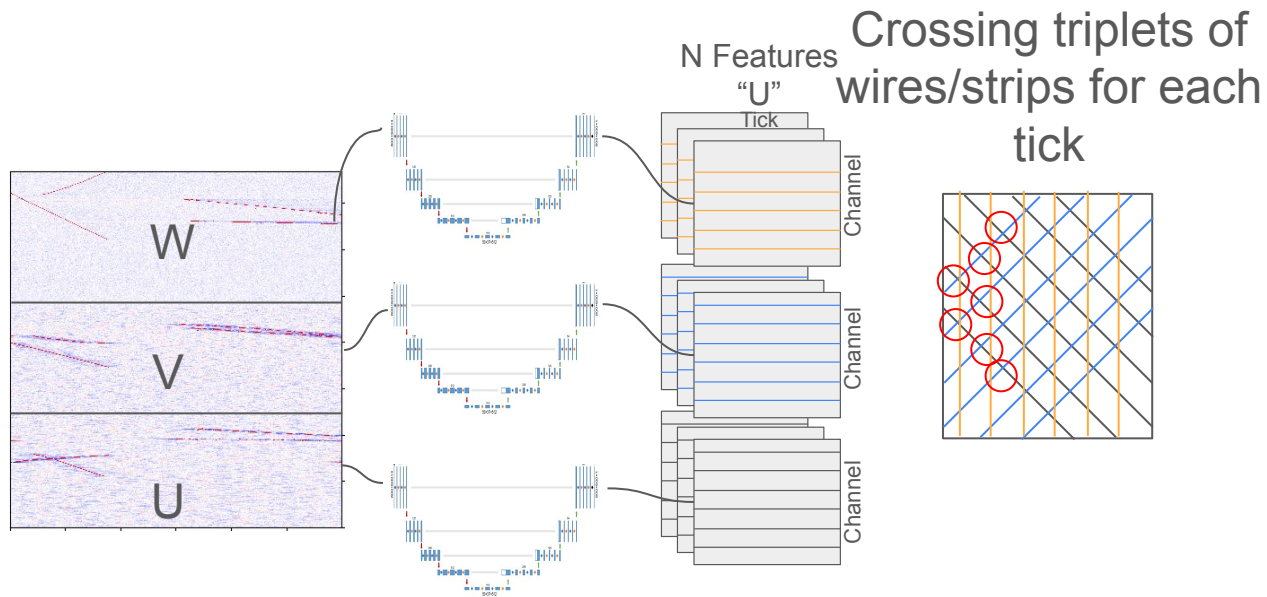 Crossing triplets of
wires/strips for each
tick
N Features
“U”
Tick
Channel
Channel
Channel
W
V
U